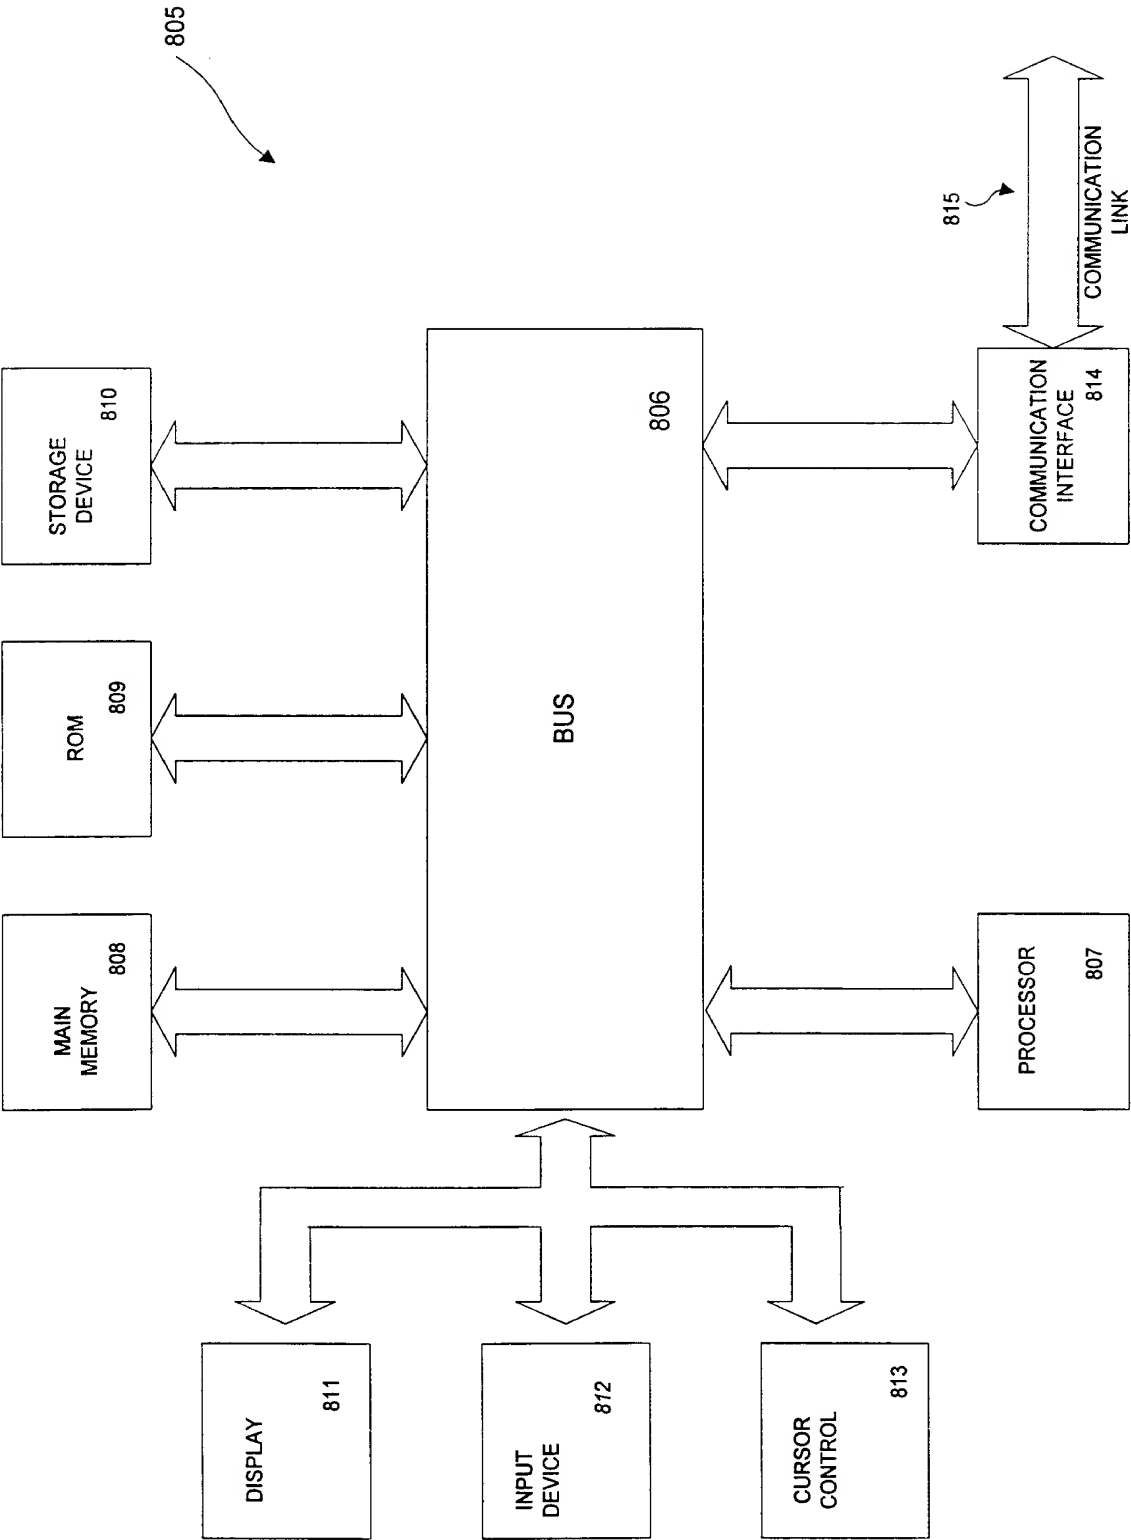 DISPLAY
811
INPUT
DEVICE
812
CURSOR
CONTROL
813
MAIN
MEMORY
808
ROM
809
STORAGE
DEVICE
810
805
BUS
806
PROCESSOR
807
COMMUNICATION
INTERFACE
814
815
COMMUNICATION
LINK